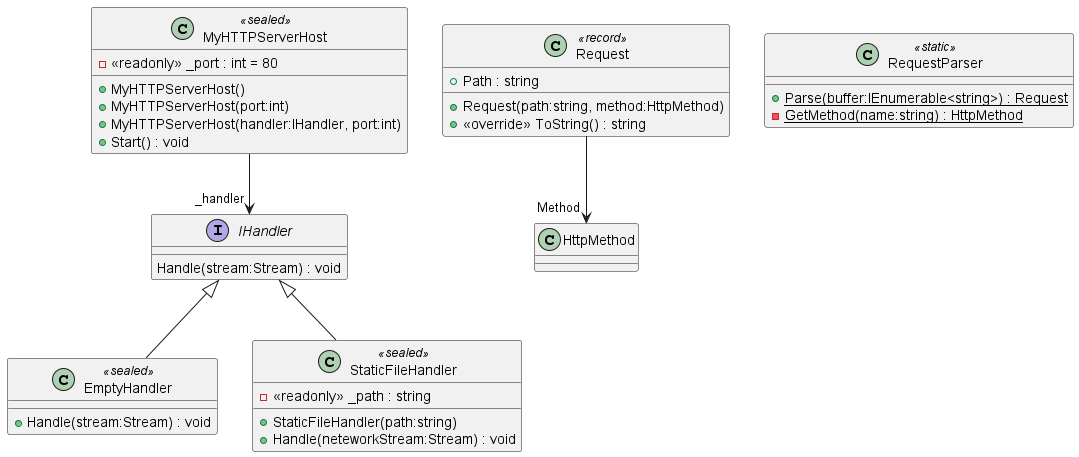 C «sealed»
MyHTTPServerHost
«readonly» _port : int = 80
MyHTTPServerHost()
MyHTTPServerHost(port:int)
MyHTTPServerHost(handler:IHandler, port:int)
Start() : void
C «record»
Request
Path : string
Request(path:string, method:HttpMethod)
«override» ToString() : string
C «static»
RequestParser
Parse(buffer:IEnumerable<string>) : Request
GetMethod(name:string) : HttpMethod
_handler
Method
I IHandler
Handle(stream:Stream) : void
C HttpMethod
C «sealed»
EmptyHandler
Handle(stream:Stream) : void
C «sealed»
StaticFileHandler
«readonly» _path : string
StaticFileHandler(path:string)
Handle(neteworkStream:Stream) : void